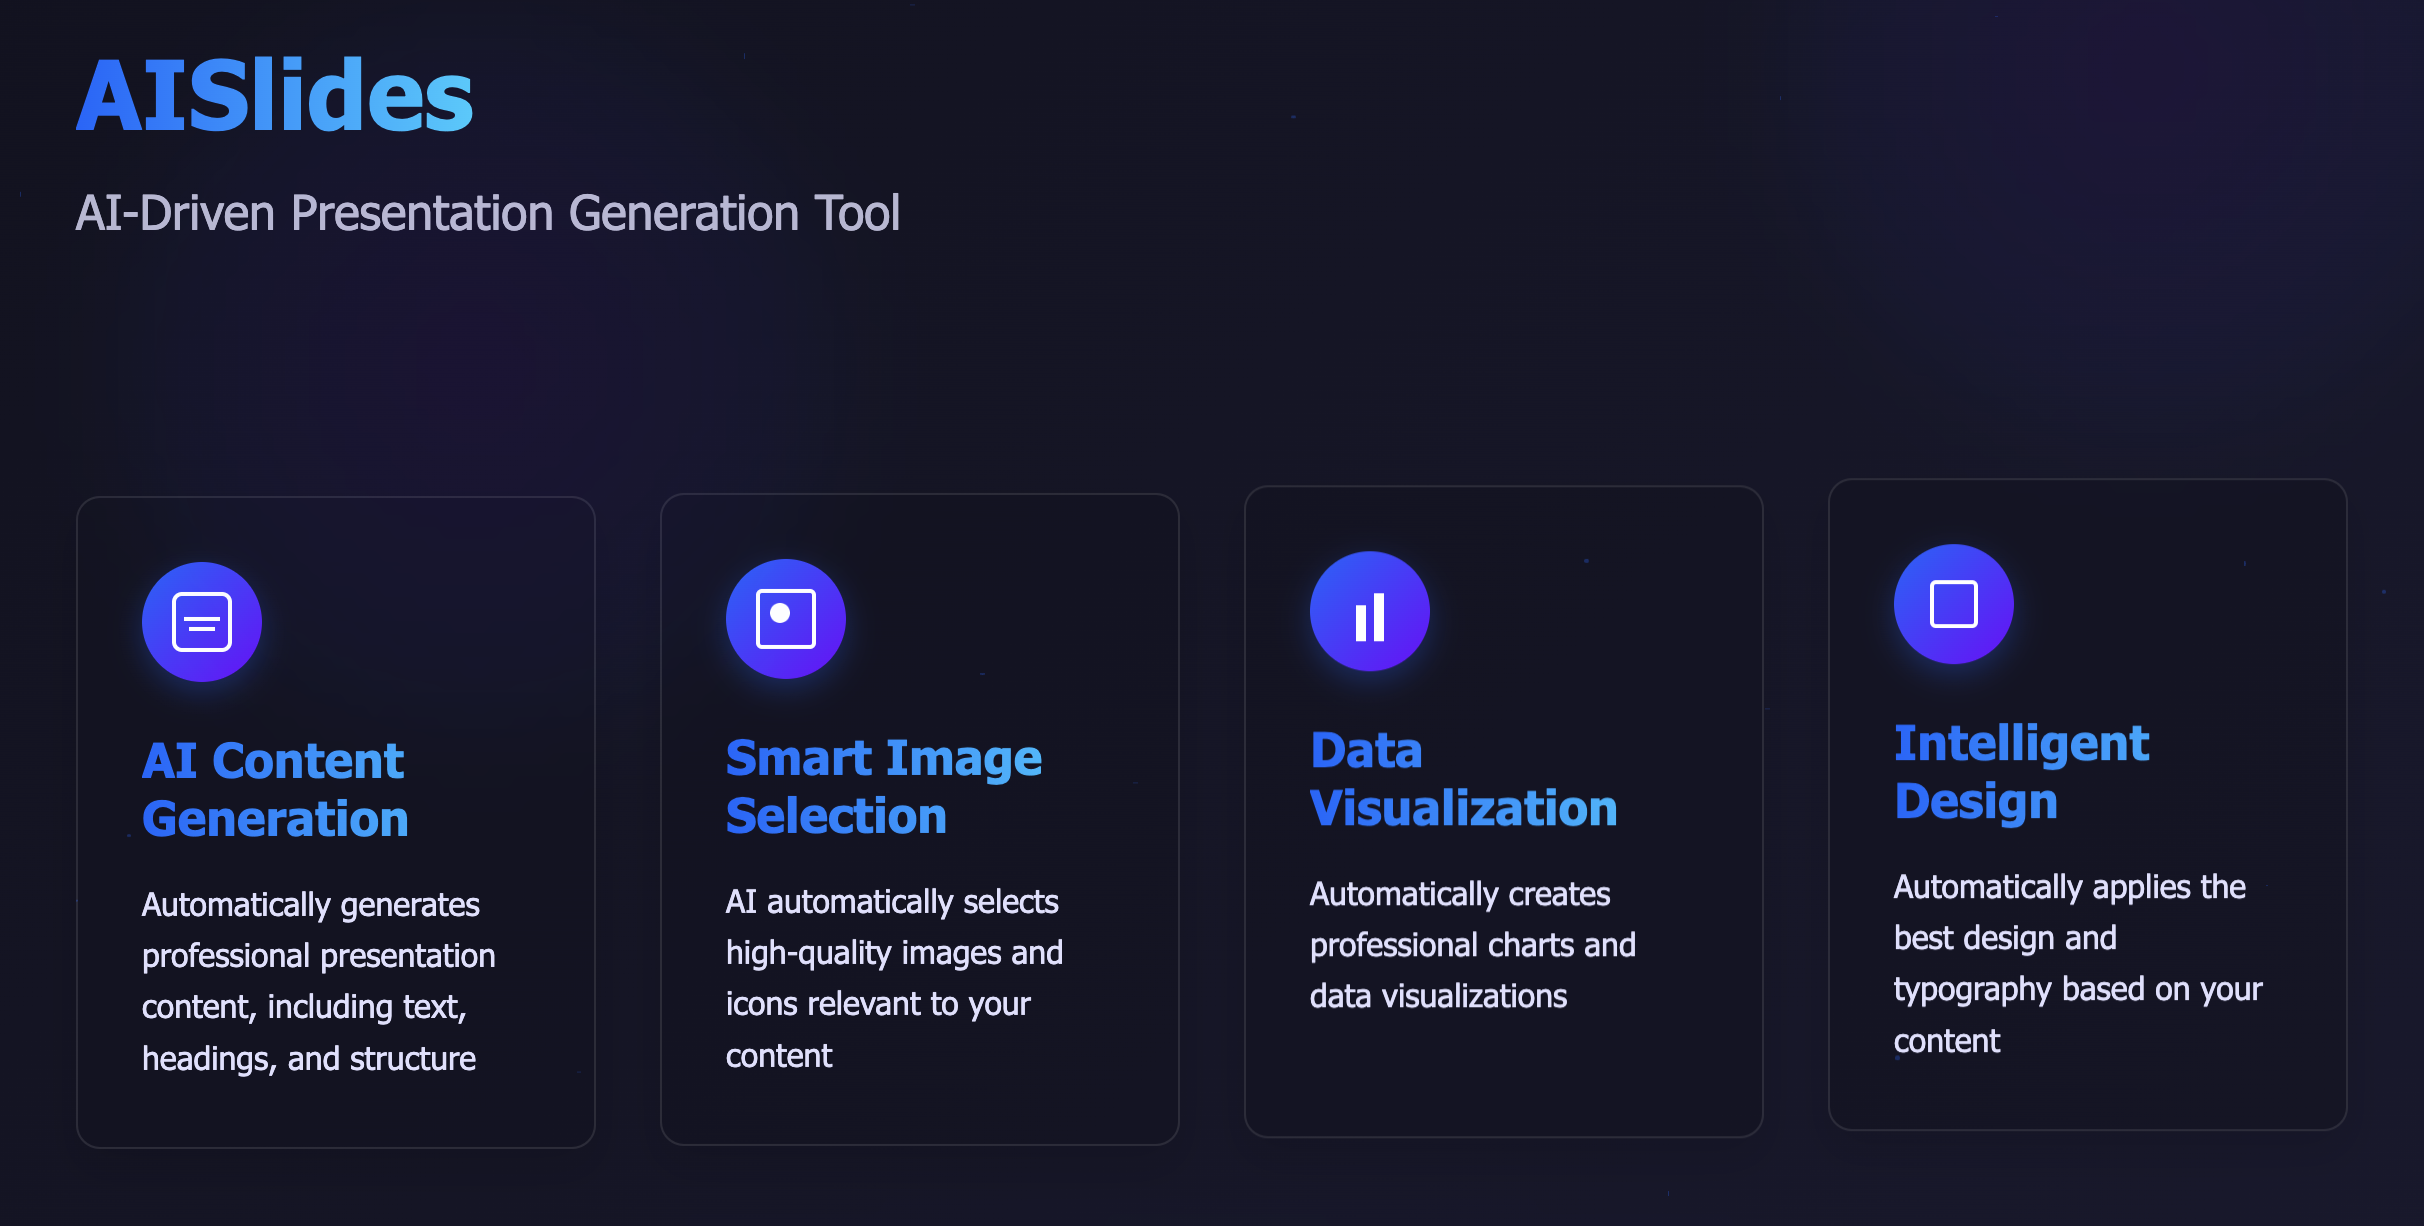 AISlides
AI-Driven Presentation Generation Tool
AI Content
Generation
Automatically generates
professional presentation
content, including text,
headings, and structure
Smart Image
Selection
AI automatically selects
high-quality images and
icons relevant to your
content
Data
Visualization
Automatically creates
professional charts and
data visualizations
Intelligent
Design
Automatically applies the
best design and
typography based on your
content